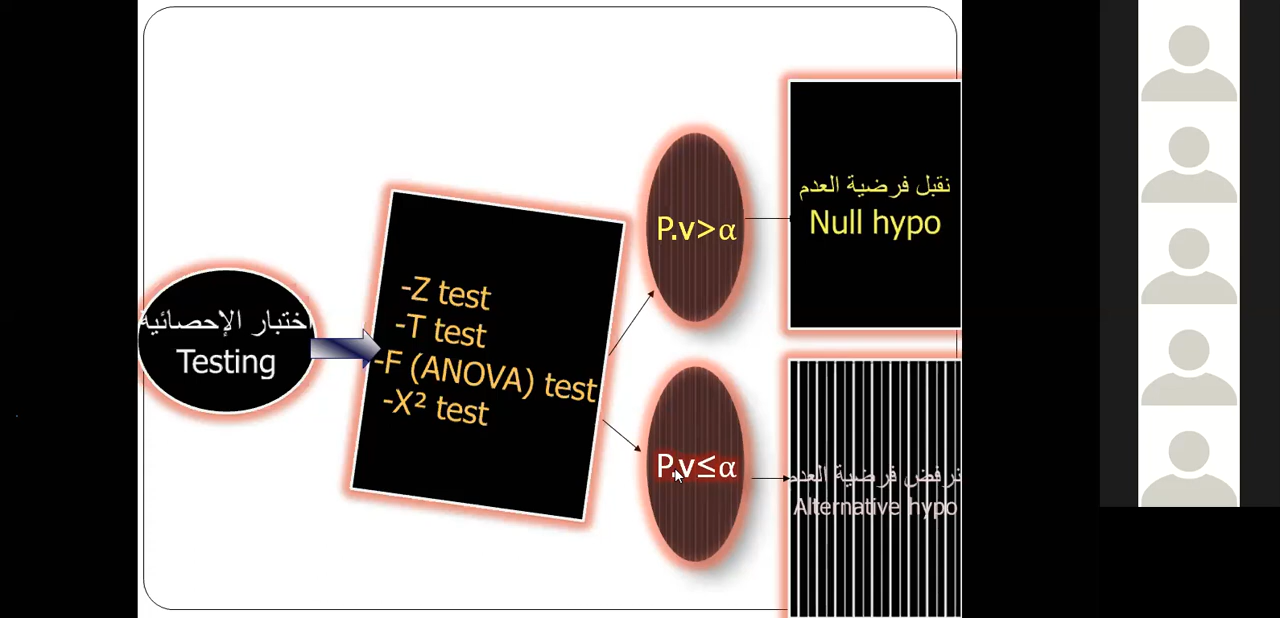 اختبار الإحصائية
Testing
-Z test
-T test
-F (ANOVA) test
-X² test
P.v>α
نقبل فرضية العدم
Null hypo
P.v≤α
نرفض فرضية العدم
Alternative hypo